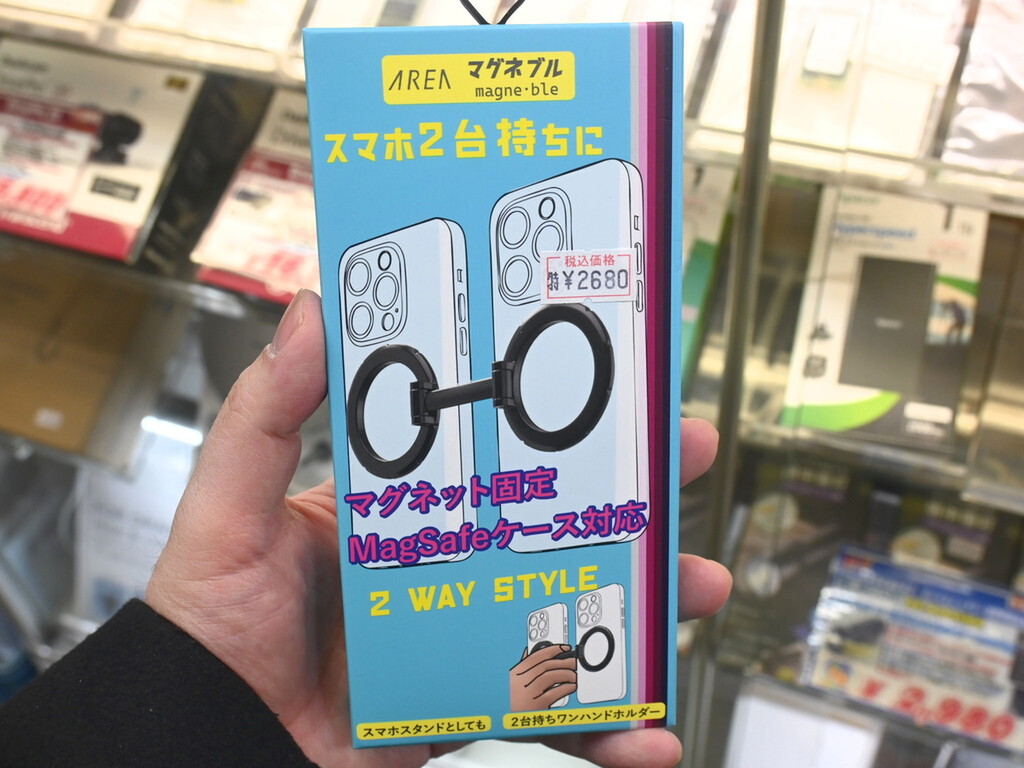 AREA マグネブル
magne・ble
スマホ2台持ちに
税込価格
特 ¥2680
マグネット固定
MagSafeケース対応
2 WAY STYLE
スマホスタンドとしても
2台持ちワンハンドホルダー
¥2,980